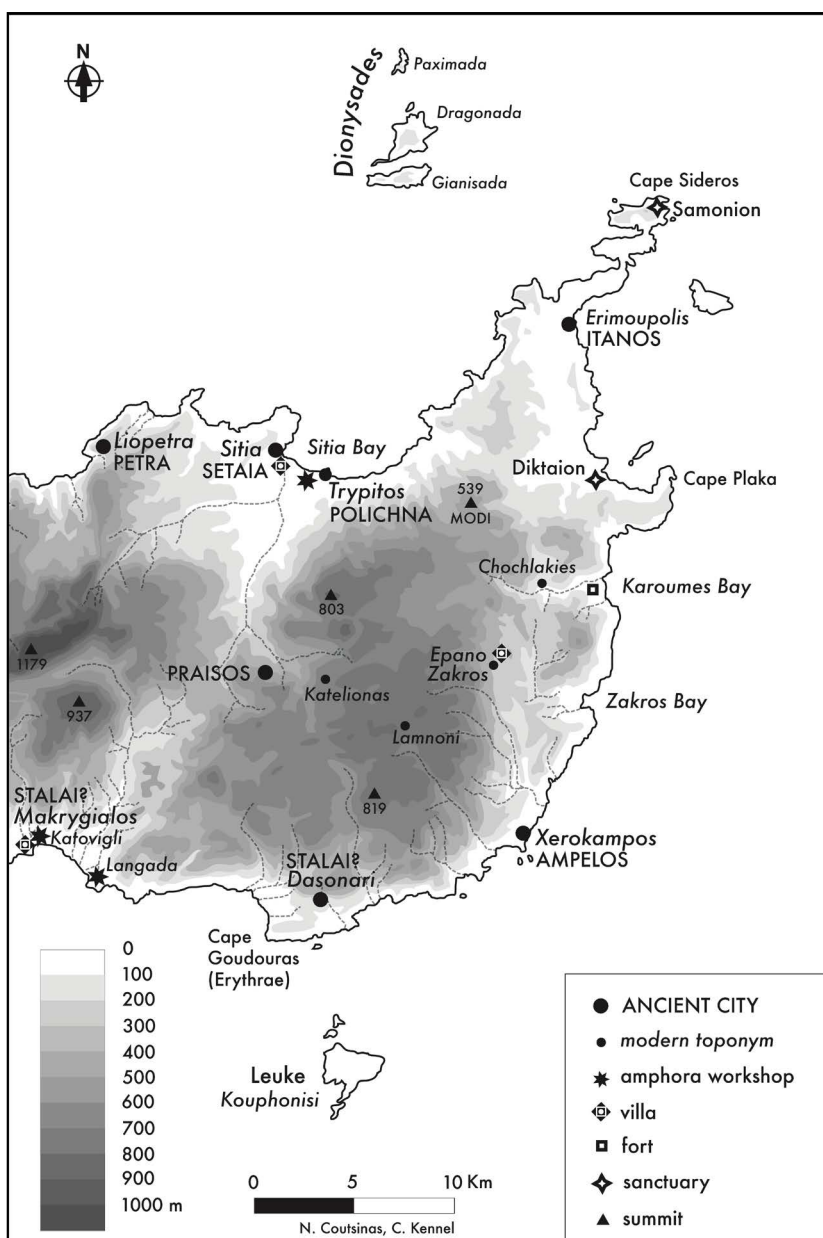 N
Dionysades
Paximada
Dragonada
Gianisada
Cape Sideros
Samonion
Erimoupolis
ITANOS
Liopetra
PETRA
Sitia
SETAIA
Sitia Bay
Trypitos
POLICHNA
Diktaion
Cape Plaka
539
MODI
Chochlakies
Karoumes Bay
803
1179
937
PRAISOS
Katelionas
Epano
Zakros
Zakros Bay
Lamnoni
819
STALAI?
Makrygialos
Katovigli
Langada
STALAI?
Dasonari
Xerokampos
AMPELOS
Cape
Goudouras
(Erythrae)
Leuke
Kouphonisi
0
100
200
300
400
500
600
700
800
900
1000 m
0 5 10 Km
N. Coutsinas, C. Kennel
ANCIENT CITY
modern toponym
amphora workshop
villa
fort
sanctuary
summit